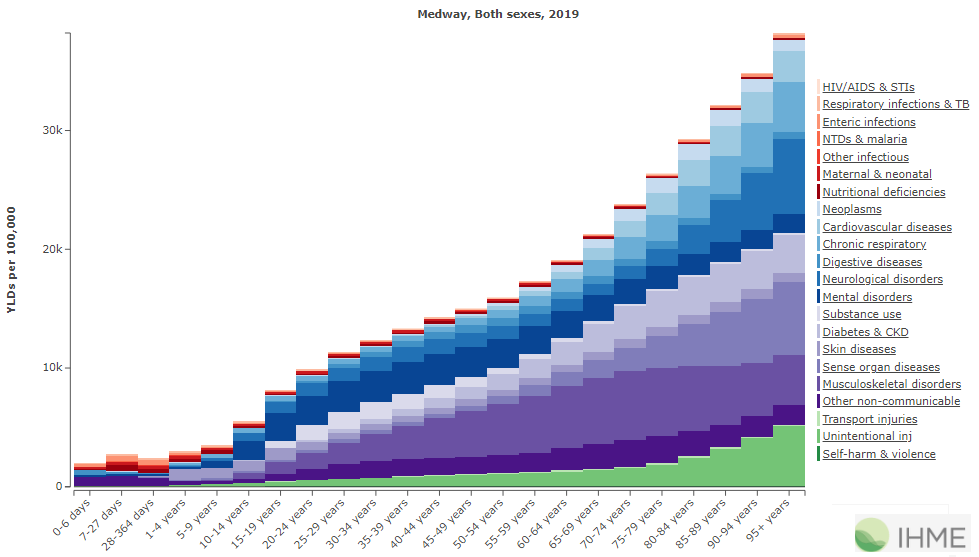 Medway, Both sexes, 2019
YLDs per 100,000
30k
20k
10k
0
0-6 days
7-27 days
28-364 days
1-4 years
5-9 years
10-14 years
15-19 years
20-24 years
25-29 years
30-34 years
35-39 years
40-44 years
45-49 years
50-54 years
55-59 years
60-64 years
65-69 years
70-74 years
75-79 years
80-84 years
85-89 years
90-94 years
95+ years
HIV/AIDS & STIs
Respiratory infections & TB
Enteric infections
NTDs & malaria
Other infectious
Maternal & neonatal
Nutritional deficiencies
Neoplasms
Cardiovascular diseases
Chronic respiratory
Digestive diseases
Neurological disorders
Mental disorders
Substance use
Diabetes & CKD
Skin diseases
Sense organ diseases
Musculoskeletal disorders
Other non-communicable
Transport injuries
Unintentional inj
Self-harm & violence
IHME